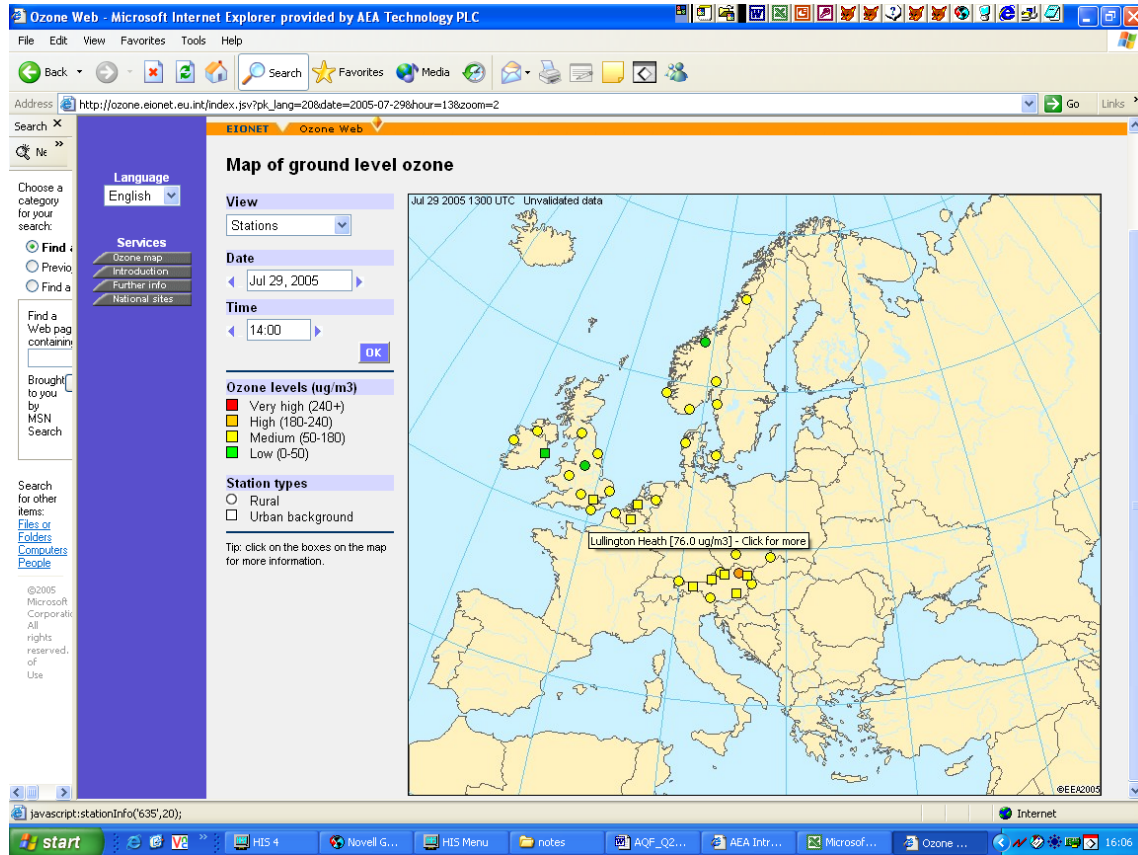 Ozone Web - Microsoft Internet Explorer provided by AEA Technology PLC
File Edit View Favorites Tools Help
Back Search Favorites Media
Address http://ozone.eionet.eu.int/index.jsv?pk_lang=20&date=2005-07-29&hour=13&zoom=2 Go Links
Search
Ne
Choose a
category
for your
search:
Find a
Previo
Find a
Find a
Web pag
containing
Brought
to you
by
MSN
Search
Search
for other
items:
Files or
Folders
Computers
People
©2005
Microsoft
Corporatio
All
rights
reserved.
of
Use
Language
English
Services
Ozone map
Introduction
Further info
National sites
EIONET Ozone Web
Map of ground level ozone
View
Stations
Date
Jul 29, 2005
Time
14:00
OK
Ozone levels (ug/m3)
Very high (240+)
High (180-240)
Medium (50-180)
Low (0-50)
Station types
Rural
Urban background
Tip: click on the boxes on the map
for more information.
Jul 29 2005 1300 UTC Unvalidated data
Lullington Heath [76.0 ug/m3] - Click for more
©EEA2005
javascript:stationInfo('635',20); Internet
start HIS 4 Novell G... HIS Menu notes AQF_Q2... AEA Intr... Microsof... Ozone ... 16:06